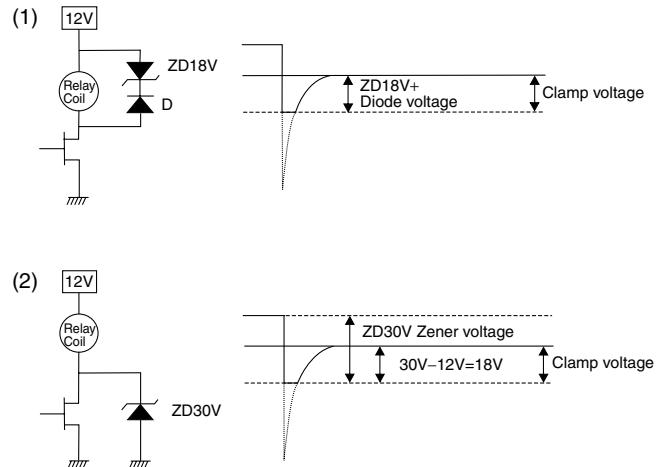 (1)
12V
ZD18V
Relay
Coil
D
ZD18V+
Diode voltage
Clamp voltage
(2)
12V
Relay
Coil
ZD30V
ZD30V Zener voltage
30V–12V=18V
Clamp voltage